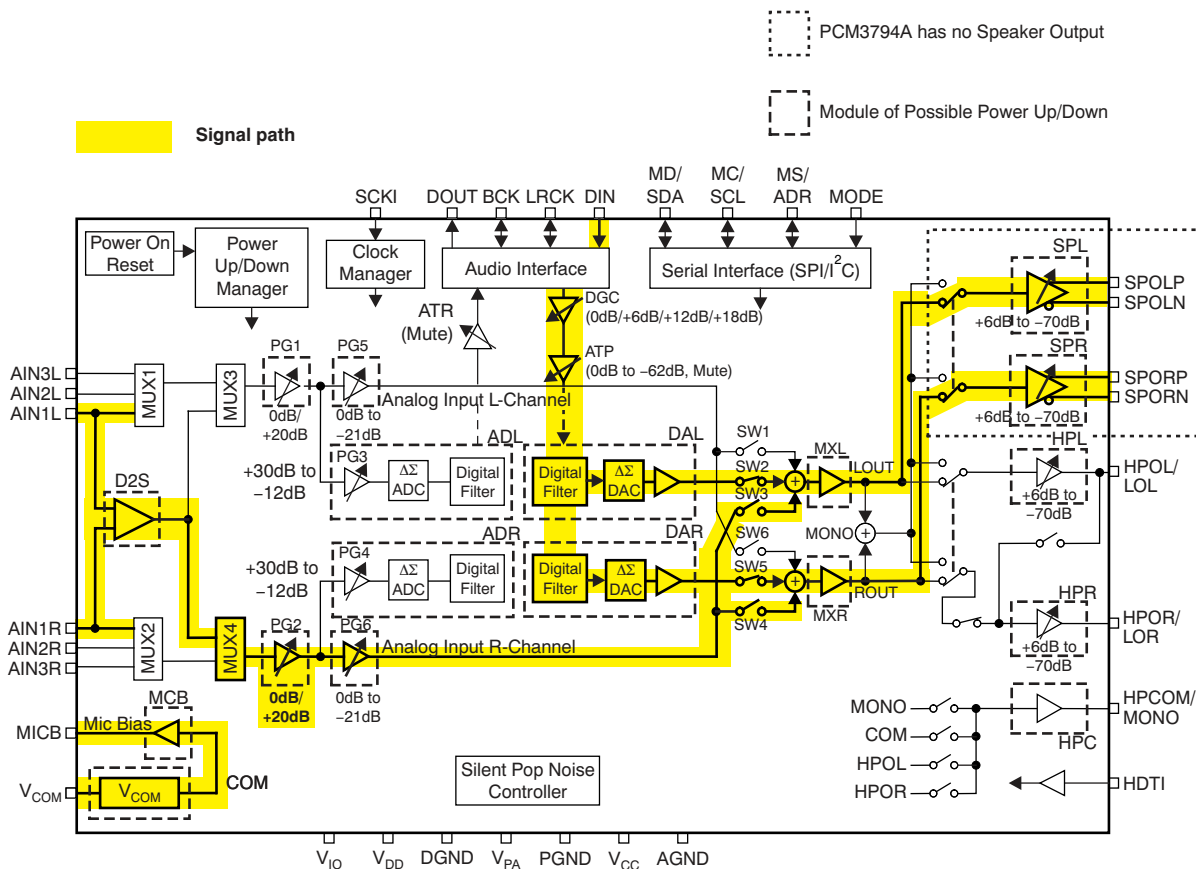 PCM3794A has no Speaker Output
Module of Possible Power Up/Down
Signal path
SCKI
DOUT
BCK
LRCK
DIN
MD/
SDA
MC/
SCL
MS/
ADR
MODE
Power On
Reset
Power
Up/Down
Manager
Clock
Manager
Audio Interface
Serial Interface (SPI/I²C)
ATR
(Mute)
DGC
(0dB/+6dB/+12dB/+18dB)
ATP
(0dB to −62dB, Mute)
SPL
+6dB to −70dB
SPOLP
SPOLN
SPR
+6dB to −70dB
SPORP
SPORN
AIN3L
AIN2L
AIN1L
MUX1
MUX3
PG1
0dB/
+20dB
PG5
0dB to
−21dB
Analog Input L-Channel
D2S
+30dB to
−12dB
PG3
ΔΣ
ADC
Digital
Filter
ADL
Digital
Filter
ΔΣ
DAC
DAL
SW1
SW2
SW3
MXL
LOUT
HPL
+6dB to
−70dB
HPOL/
LOL
MONO
+30dB to
−12dB
PG4
ΔΣ
ADC
Digital
Filter
ADR
Digital
Filter
ΔΣ
DAC
DAR
SW6
SW5
SW4
MXR
ROUT
HPR
+6dB to
−70dB
HPOR/
LOR
AIN1R
AIN2R
AIN3R
MUX2
MUX4
PG2
0dB/
+20dB
PG6
0dB to
−21dB
Analog Input R-Channel
MICB
Mic Bias
MCB
VCOM
VCOM
COM
Silent Pop Noise
Controller
MONO
COM
HPOL
HPOR
HPC
HPCOM/
MONO
HDTI
VIO
VDD
DGND
VPA
PGND
VCC
AGND